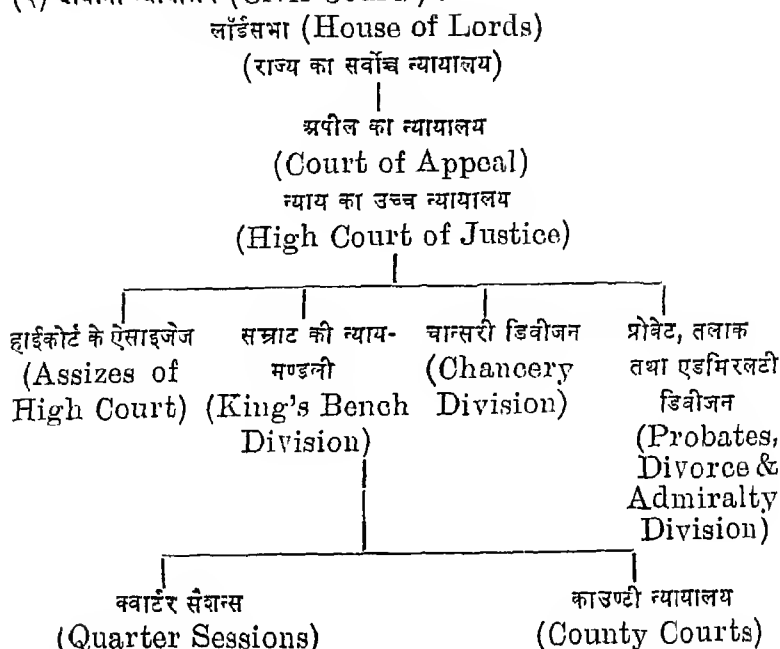 लॉर्डसभा (House of Lords)
(राज्य का सर्वोच्च न्यायालय)
अपील का न्यायालय
(Court of Appeal)
न्याय का उच्च न्यायालय
(High Court of Justice)
हाईकोर्ट के ऐसाइजेज
(Assizes of
High Court)
सम्राट की न्याय-
मण्डली
(King's Bench
Division)
चान्सरी डिवीजन
(Chancery
Division)
प्रोबेट, तलाक
तथा एडमिरलटी
डिवीजन
(Probates,
Divorce &
Admiralty
Division)
क्वार्टर सैशन्स
(Quarter Sessions)
काउण्टी न्यायालय
(County Courts)